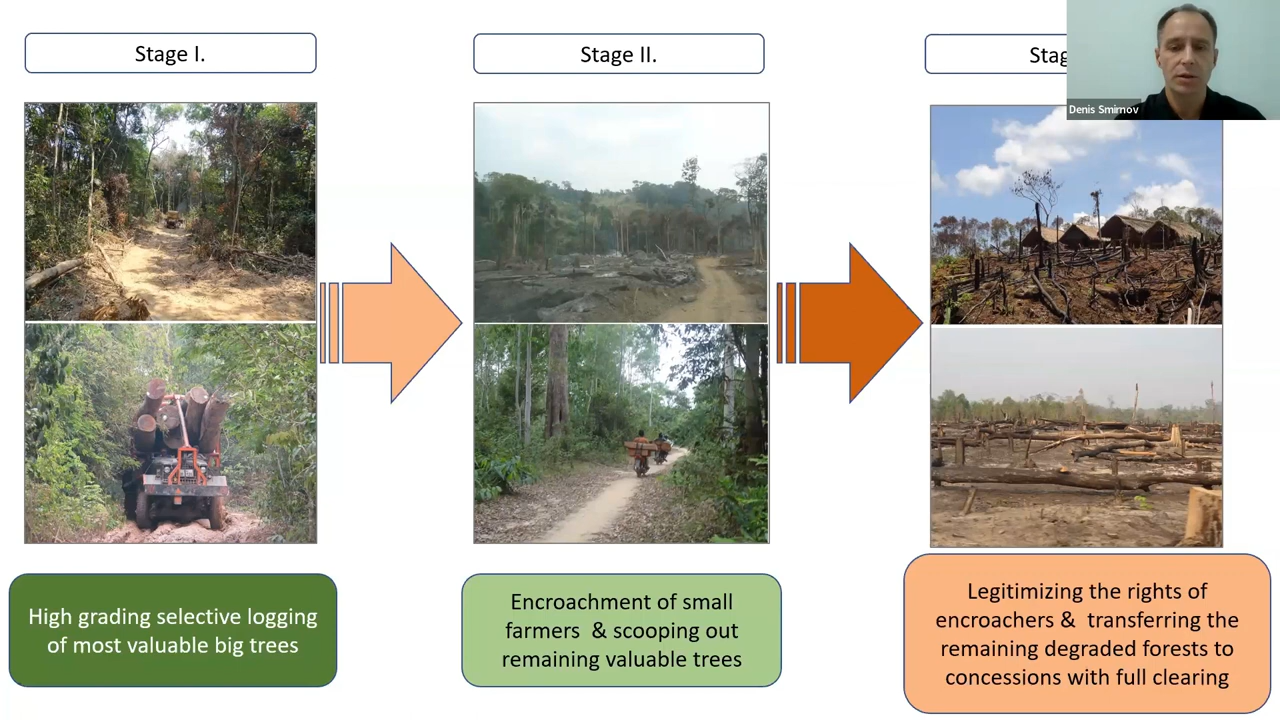 Stage I.
Stage II.
Denis Smirnov
High grading selective logging
of most valuable big trees
Encroachment of small
farmers & scooping out
remaining valuable trees
Legitimizing the rights of
encroachers & transferring the
remaining degraded forests to
concessions with full clearing